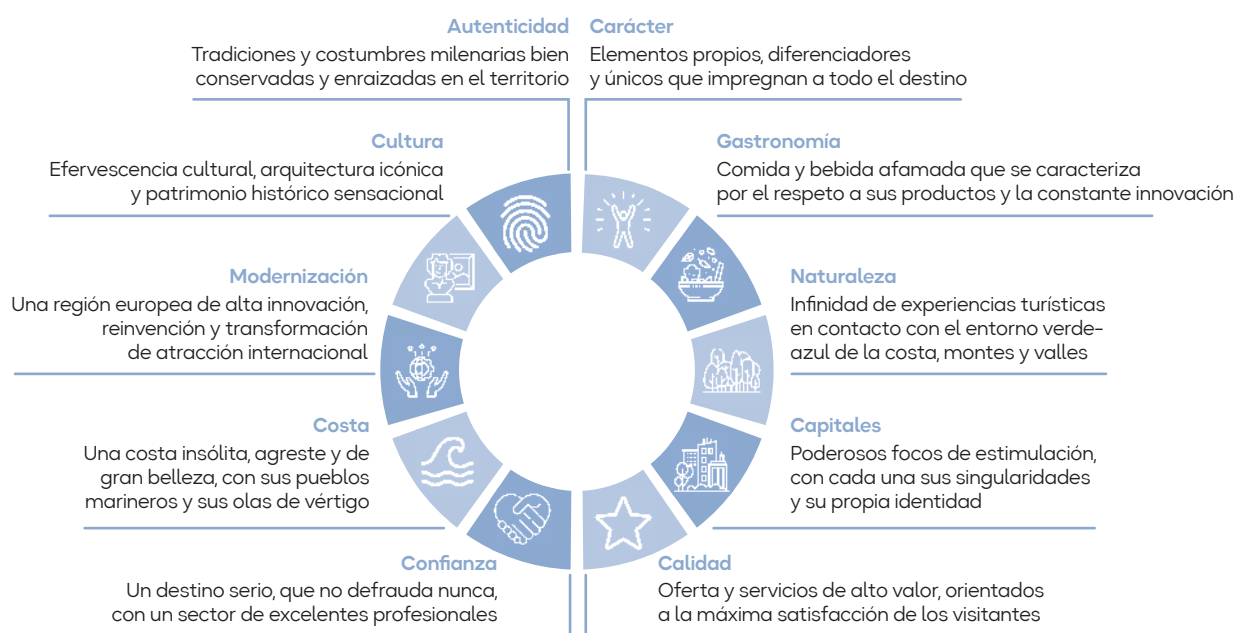 Autenticidad
Tradiciones y costumbres milenarias bien
conservadas y enraizadas en el territorio
Carácter
Elementos propios, diferenciadores
y únicos que impregnan a todo el destino
Cultura
Efervescencia cultural, arquitectura icónica
y patrimonio histórico sensacional
Gastronomía
Comida y bebida afamada que se caracteriza
por el respeto a sus productos y la constante innovación
Modernización
Una región europea de alta innovación,
reinvención y transformación
de atracción internacional
Naturaleza
Infinidad de experiencias turísticas
en contacto con el entorno verde-
azul de la costa, montes y valles
Costa
Una costa insólita, agreste y de
gran belleza, con sus pueblos
marineros y sus olas de vértigo
Capitales
Poderosos focos de estimulación,
con cada una sus singularidades
y su propia identidad
Confianza
Un destino serio, que no defrauda nunca,
con un sector de excelentes profesionales
Calidad
Oferta y servicios de alto valor, orientados
a la máxima satisfacción de los visitantes